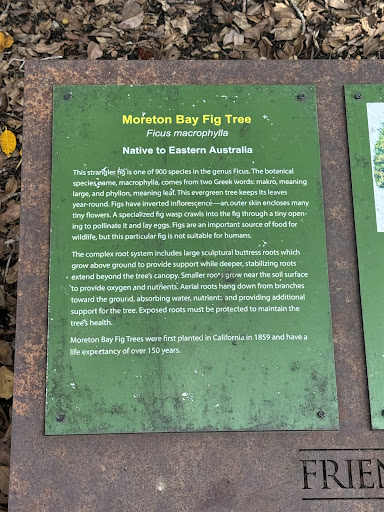 Moreton Bay Fig Tree
Ficus macrophylla
Native to Eastern Australia
This strangler fig is one of 900 species in the genus Ficus. The botanical
species name, macrophylla, comes from two Greek words: makro, meaning
large, and phyllon, meaning leaf. This evergreen tree keeps its leaves
year-round. Figs have inverted inflorescence—an outer skin encloses many
tiny flowers. A specialized fig wasp crawls into the fig through a tiny open-
ing to pollinate it and lay eggs. Figs are an important source of food for
wildlife, but this particular fig is not suitable for humans.
The complex root system includes large sculptural buttress roots which
grow above ground to provide support while deeper, stabilizing roots
extend beyond the tree's canopy. Smaller roots grow near the soil surface
to provide oxygen and nutrients. Aerial roots hang down from branches
toward the ground, absorbing water, nutrients and providing additional
support for the tree. Exposed roots must be protected to maintain the
tree's health.
Moreton Bay Fig Trees were first planted in California in 1859 and have a
life expectancy of over 150 years.
FRIEN